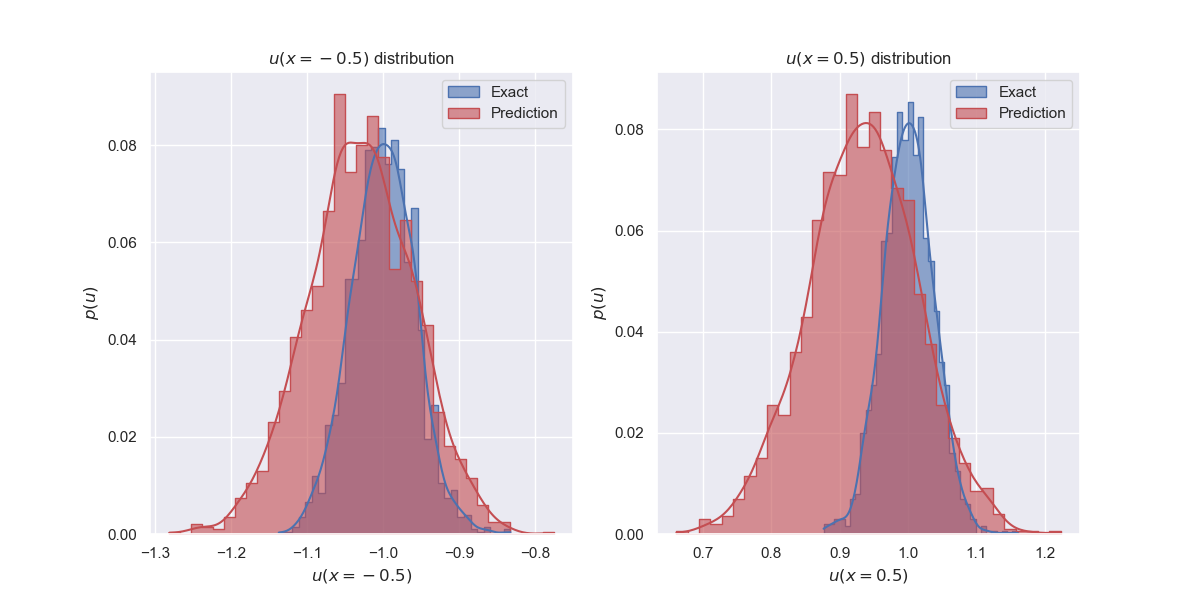 u(x = −0.5) distribution
Exact
Prediction
p(u)
0.08
0.06
0.04
0.02
0.00
−1.3 −1.2 −1.1 −1.0 −0.9 −0.8
u(x = −0.5)
u(x = 0.5) distribution
Exact
Prediction
p(u)
0.08
0.06
0.04
0.02
0.00
0.7 0.8 0.9 1.0 1.1 1.2
u(x = 0.5)